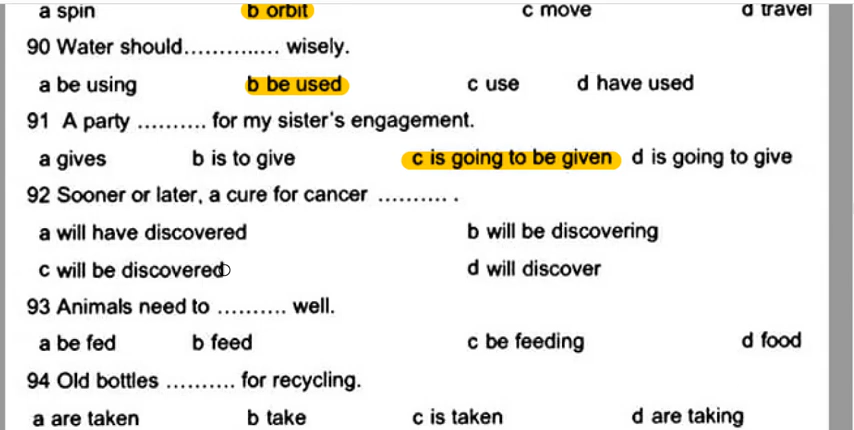 a spin b orbit c move d travel
90 Water should.............. wisely.
a be using b be used c use d have used
91 A party .......... for my sister's engagement.
a gives b is to give c is going to be given d is going to give
92 Sooner or later, a cure for cancer .......... .
a will have discovered b will be discovering
c will be discovered d will discover
93 Animals need to .......... well.
a be fed b feed c be feeding d food
94 Old bottles .......... for recycling.
a are taken b take c is taken d are taking